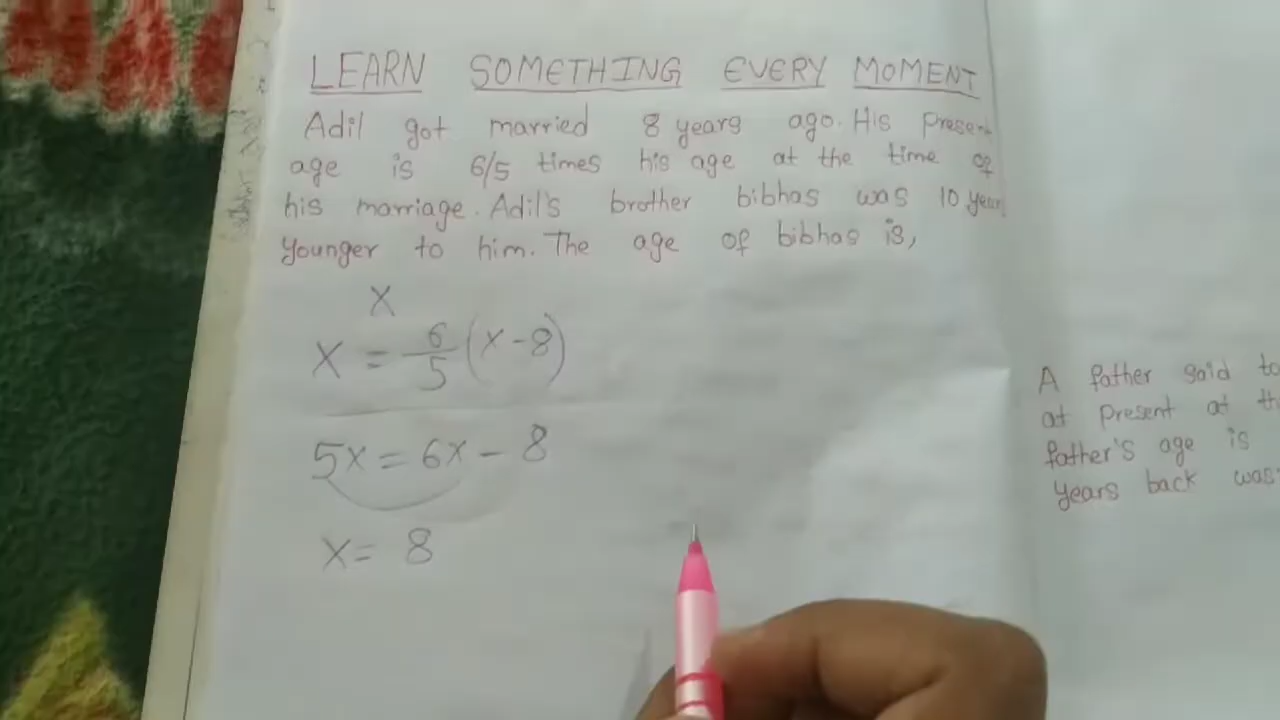 LEARN SOMETHING EVERY MOMENT
Adil got married 8 years ago. His present
age is 6/5 times his age at the time of
his marriage. Adil's brother bibhas was 10 year
younger to him. The age of bibhas is,
x
x = 6/5 (x - 8)
5x = 6x - 8
x = 8
A father said to
at present at th
father's age is
years back was